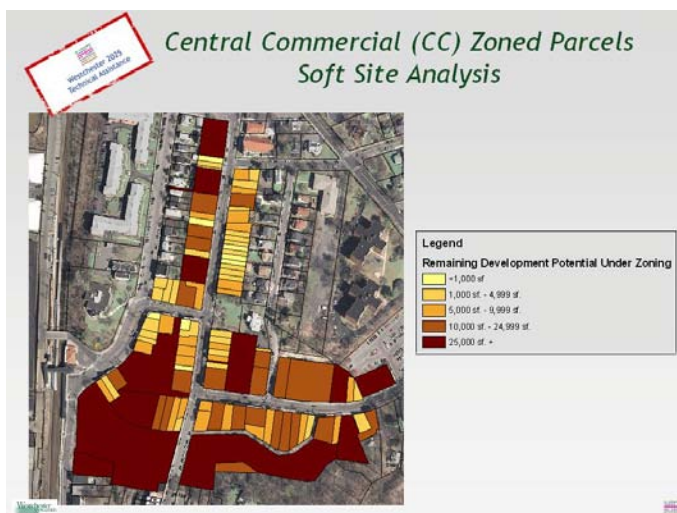 Westchester 2025
Technical Assistance
Central Commercial (CC) Zoned Parcels
Soft Site Analysis
Legend
Remaining Development Potential Under Zoning
<1,000 sf
1,000 sf. - 4,999 sf.
5,000 sf. - 9,999 sf.
10,000 sf. - 24,999 sf.
25,000 sf. +
Westchester